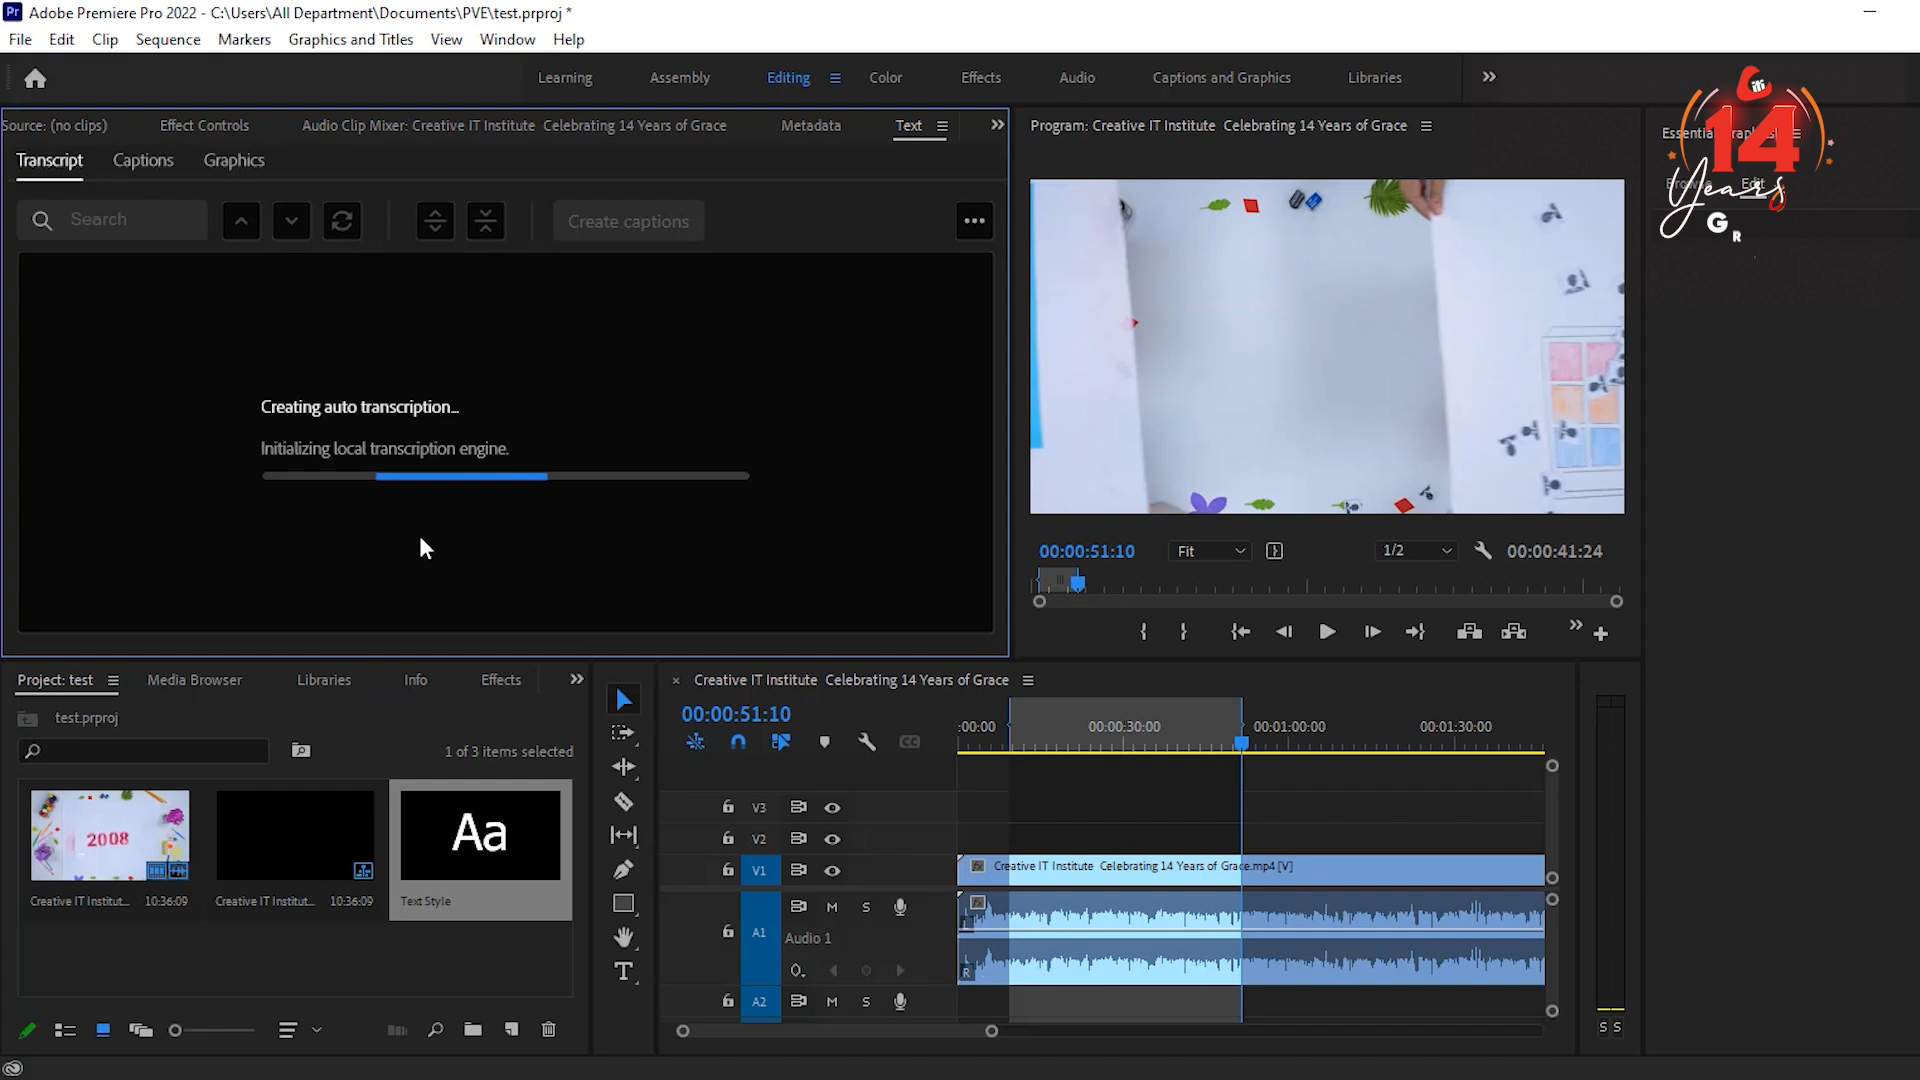 Pr Adobe Premiere Pro 2022 - C:\Users\All Department\Documents\PVE\test.prproj *
File Edit Clip Sequence Markers Graphics and Titles View Window Help
Learning Assembly Editing Color Effects Audio Captions and Graphics Libraries
Source: (no clips) Effect Controls Audio Clip Mixer: Creative IT Institute Celebrating 14 Years of Grace Metadata Text
Program: Creative IT Institute Celebrating 14 Years of Grace
14
Years
G R
Edit
Transcript Captions Graphics
Search
Create captions
Creating auto transcription...
Initializing local transcription engine.
00:00:51:10 Fit 1/2 00:00:41:24
Project: test Media Browser Libraries Info Effects
test.prproj
1 of 3 items selected
2008
Aa
Creative IT Institut... 10:36:09 Creative IT Institut... 10:36:09 Text Style
Creative IT Institute Celebrating 14 Years of Grace
00:00:51:10
:00:00 00:00:30:00 00:01:00:00 00:01:30:00
V3
V2
V1 fx Creative IT Institute Celebrating 14 Years of Grace.mp4 [V]
M S fx
L
A1 Audio 1
R
A2 M S
S S